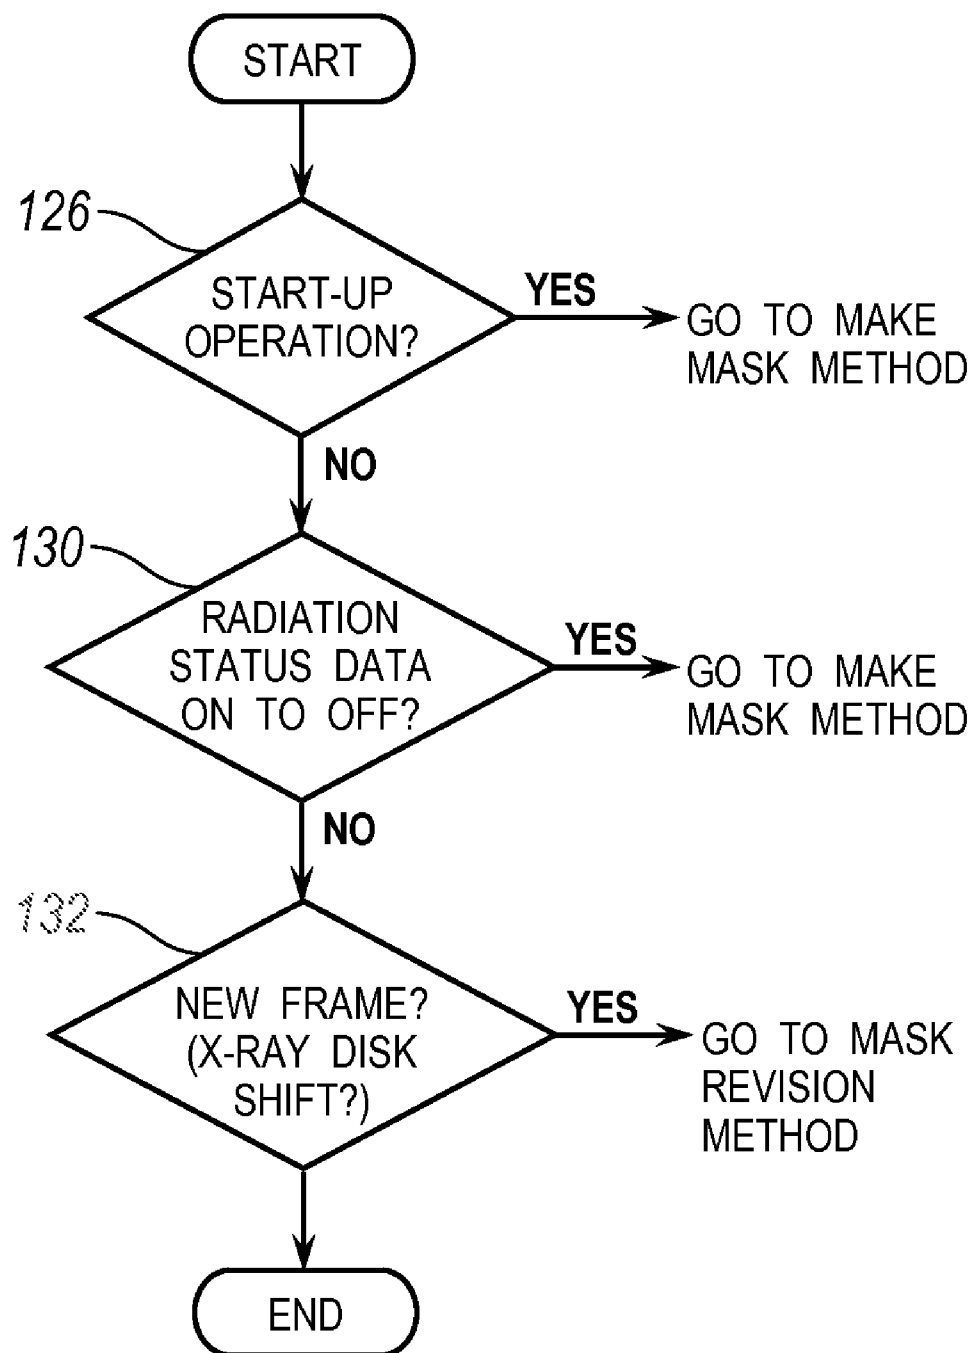 START
126
START-UP
OPERATION?
YES
GO TO MAKE
MASK METHOD
NO
130
RADIATION
STATUS DATA
ON TO OFF?
YES
GO TO MAKE
MASK METHOD
NO
132
NEW FRAME?
(X-RAY DISK
SHIFT?)
YES
GO TO MASK
REVISION
METHOD
END